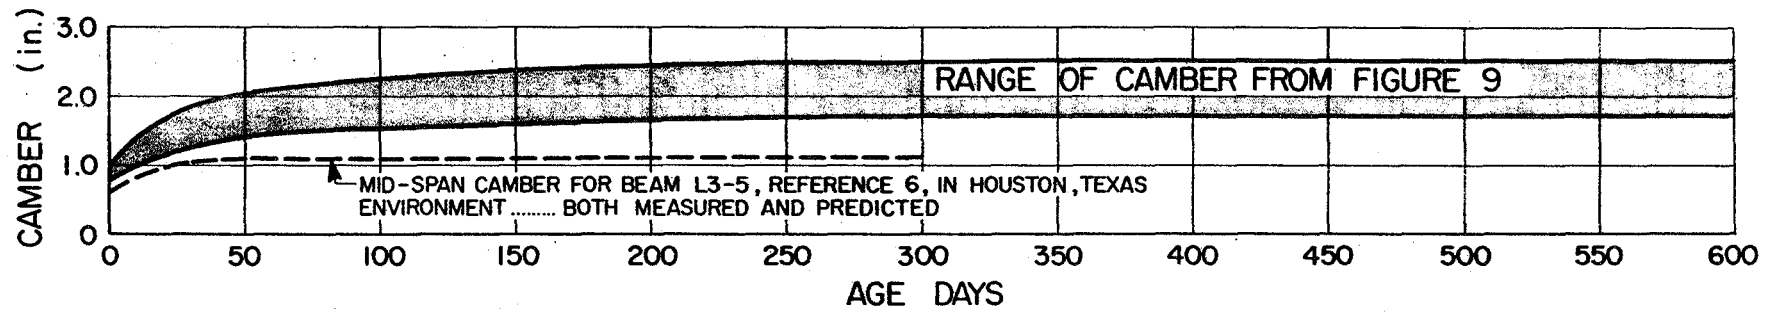 CAMBER (in.)
3.0
2.0
1.0
0
RANGE OF CAMBER FROM FIGURE 9
MID-SPAN CAMBER FOR BEAM L3-5, REFERENCE 6, IN HOUSTON, TEXAS
ENVIRONMENT ......... BOTH MEASURED AND PREDICTED
0 50 100 150 200 250 300 350 400 450 500 550 600
AGE DAYS